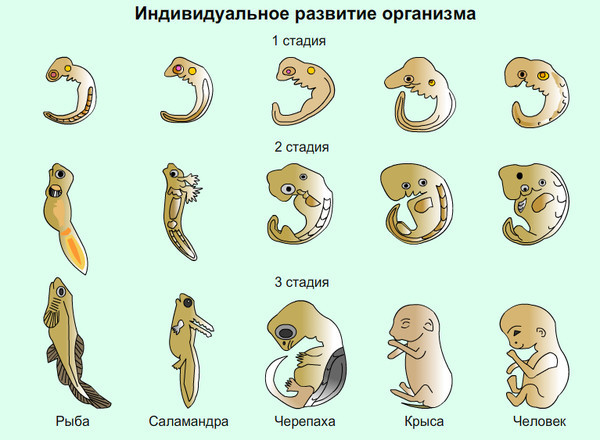 Индивидуальное развитие организма
1 стадия
2 стадия
3 стадия
Рыба Саламандра Черепаха Крыса Человек